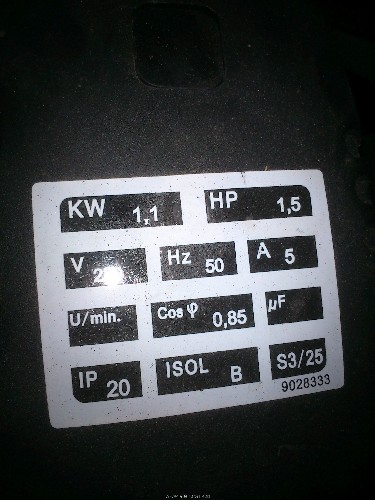 KW 1,1 HP 1,5
V Hz 50 A 5
U/min. Cos φ 0,85 µF
IP 20 ISOL B S3/25
9028333